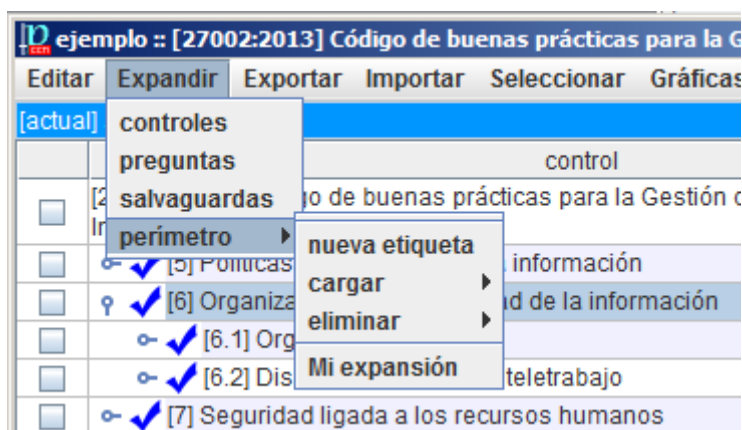 ejemplo :: [27002:2013] Código de buenas prácticas para la G
Editar Expandir Exportar Importar Seleccionar Gráficas
[actual]
controles
preguntas
salvaguardas
perímetro
nueva etiqueta
cargar
eliminar
Mi expansión
control
go de buenas prácticas para la Gestión
[5] Políticas información
[6] Organiza d de la información
[6.1] Org
[6.2] Dis teletrabajo
[7] Seguridad ligada a los recursos humanos